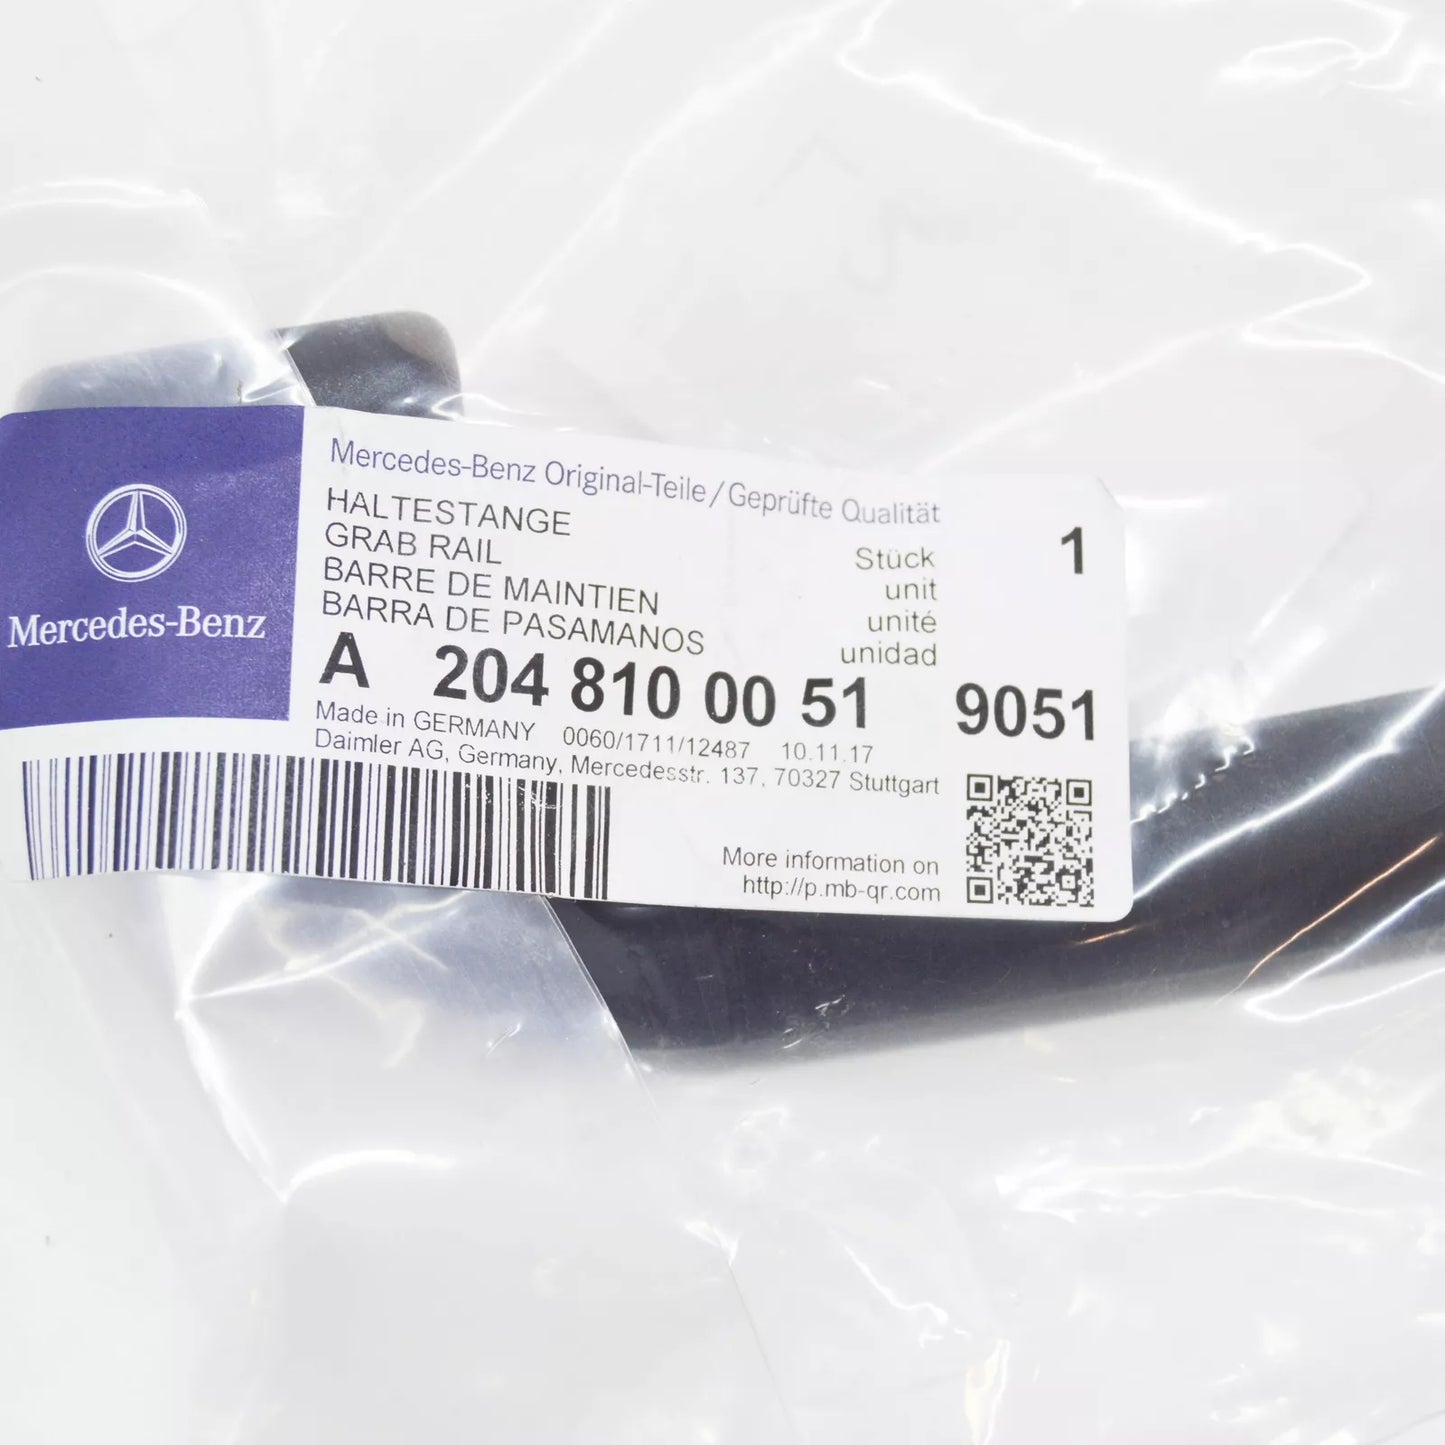 Mercedes-Benz
Mercedes-Benz Original-Teile/Geprüfte Qualität
HALTESTANGE
GRAB RAIL
BARRE DE MAINTIEN
BARRA DE PASAMANOS
Stück
unit
unité
unidad
1
A 204 810 00 51 9051
Made in GERMANY 0060/1711/12487 10.11.17
Daimler AG, Germany, Mercedesstr. 137, 70327 Stuttgart
More information on
http://p.mb-qr.com